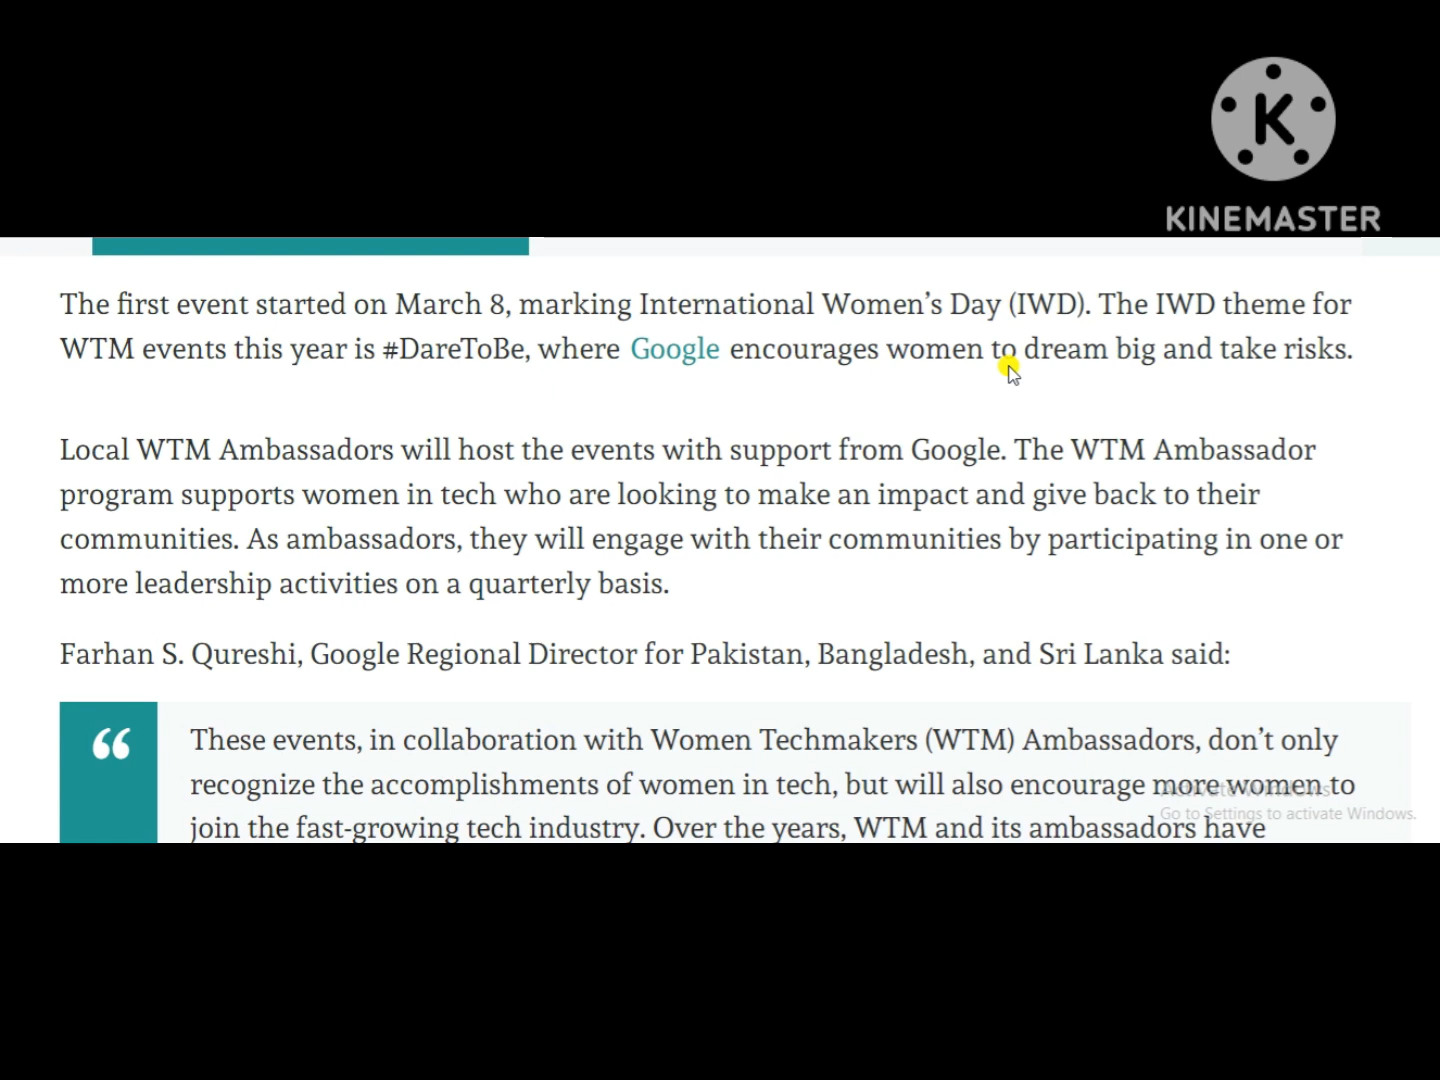 K
KINEMASTER
The first event started on March 8, marking International Women’s Day (IWD). The IWD theme for
WTM events this year is #DareToBe, where Google encourages women to dream big and take risks.
Local WTM Ambassadors will host the events with support from Google. The WTM Ambassador
program supports women in tech who are looking to make an impact and give back to their
communities. As ambassadors, they will engage with their communities by participating in one or
more leadership activities on a quarterly basis.
Farhan S. Qureshi, Google Regional Director for Pakistan, Bangladesh, and Sri Lanka said:
“
These events, in collaboration with Women Techmakers (WTM) Ambassadors, don’t only
recognize the accomplishments of women in tech, but will also encourage more women to
Activate Windows
Go to Settings to activate Windows.
join the fast-growing tech industry. Over the years, WTM and its ambassadors have